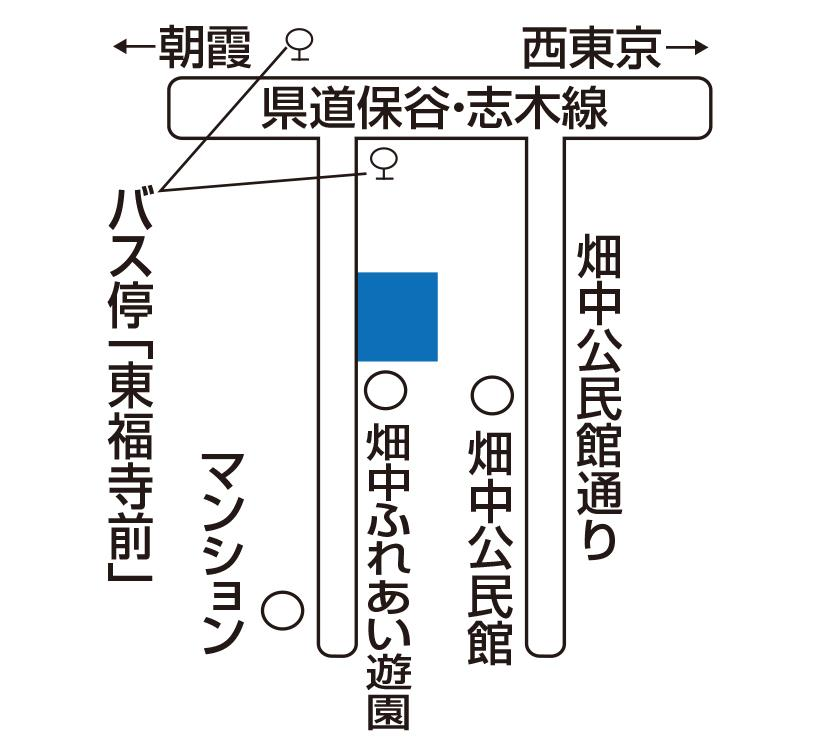 朝霞
西東京
県道保谷・志木線
バス停「東福寺前」
畑中公民館通り
畑中ふれあい遊園
畑中公民館
マンション